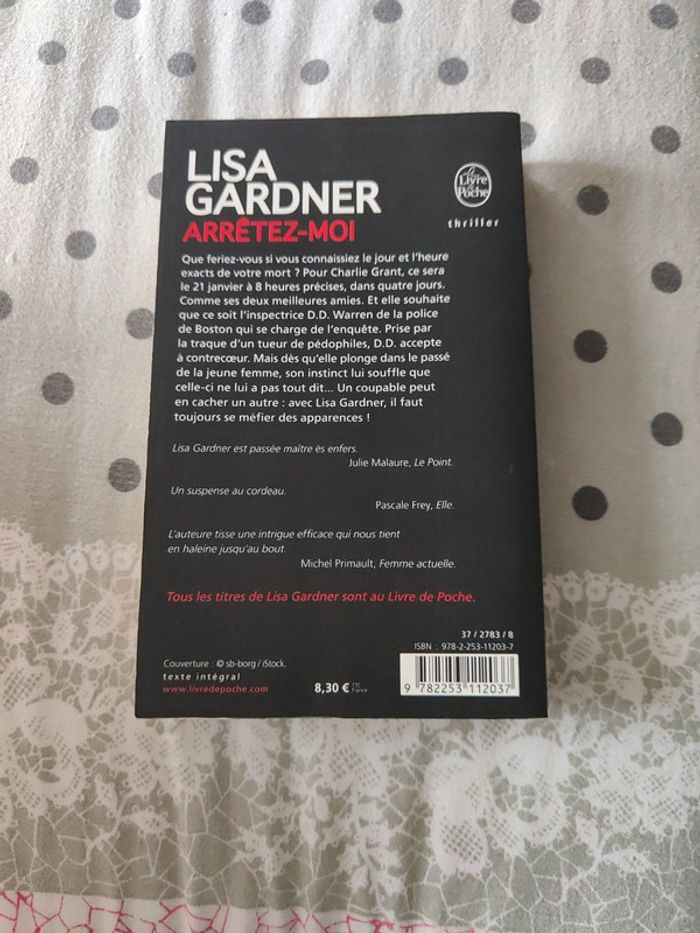 LISA
GARDNER
ARRÊTEZ-MOI
Le
Livre
de
Poche
thriller
Que feriez-vous si vous connaissiez le jour et l'heure
exacts de votre mort ? Pour Charlie Grant, ce sera
le 21 janvier à 8 heures précises, dans quatre jours.
Comme ses deux meilleures amies. Et elle souhaite
que ce soit l'inspectrice D.D. Warren de la police
de Boston qui se charge de l'enquête. Prise par
la traque d'un tueur de pédophiles, D.D. accepte
à contrecœur. Mais dès qu'elle plonge dans le passé
de la jeune femme, son instinct lui souffle que
celle-ci ne lui a pas tout dit... Un coupable peut
en cacher un autre : avec Lisa Gardner, il faut
toujours se méfier des apparences !
Lisa Gardner est passée maître ès enfers.
Julie Malaure, Le Point.
Un suspense au cordeau.
Pascale Frey, Elle.
L'auteure tisse une intrigue efficace qui nous tient
en haleine jusqu'au bout.
Michel Primault, Femme actuelle.
Tous les titres de Lisa Gardner sont au Livre de Poche.
37 / 2783 / 8
ISBN : 978-2-253-11203-7
Couverture : © sb-borg / iStock.
texte intégral
www.livredepoche.com
8,30 € TTC
France
9 782253 112037